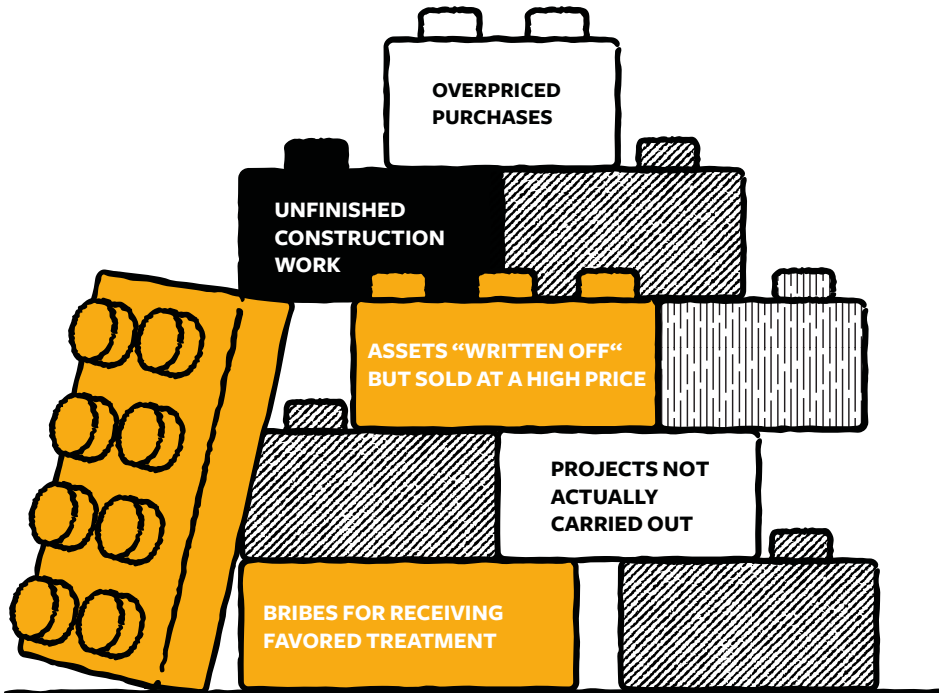 OVERPRICED
PURCHASES
UNFINISHED
CONSTRUCTION
WORK
ASSETS “WRITTEN OFF“
BUT SOLD AT A HIGH PRICE
PROJECTS NOT
ACTUALLY
CARRIED OUT
BRIBES FOR RECEIVING
FAVORED TREATMENT